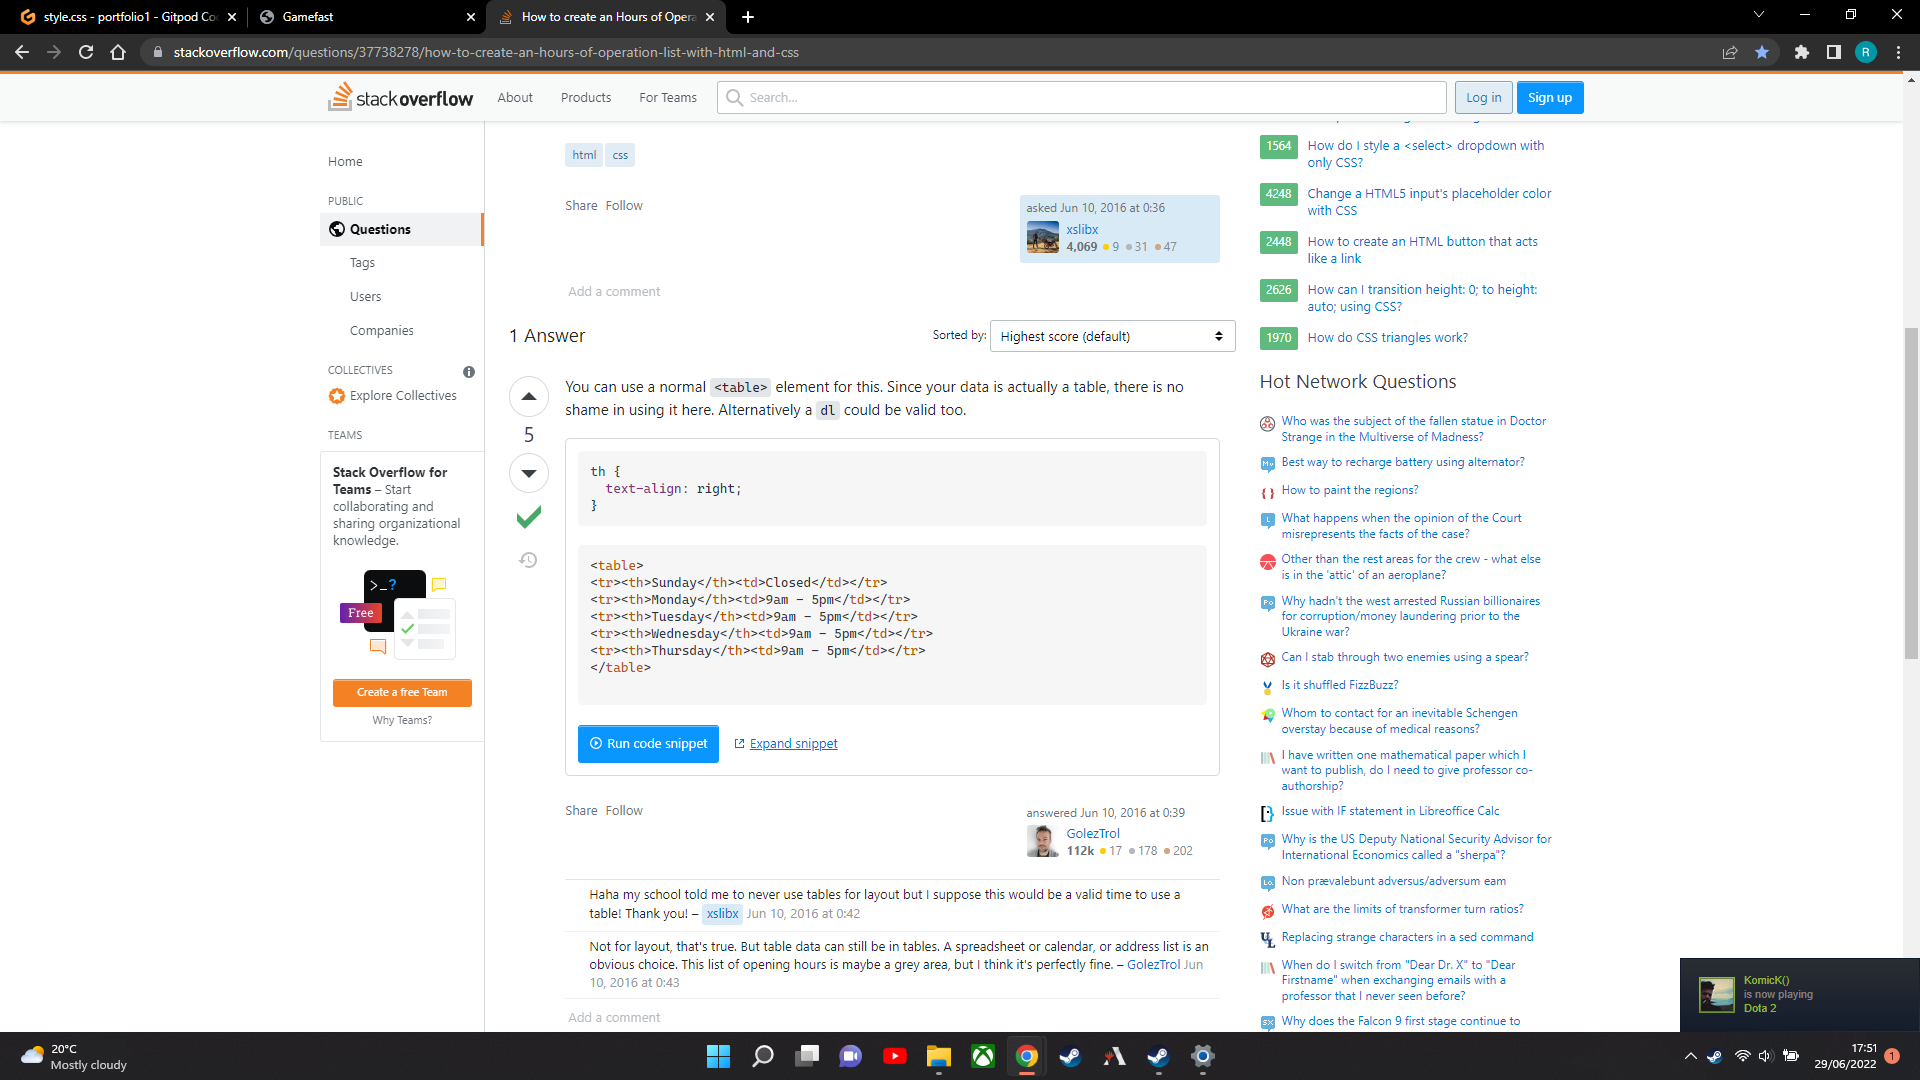 style.css - portfolio1 - Gitpod Co
Gamefast
How to create an Hours of Opera
stackoverflow.com/questions/37738278/how-to-create-an-hours-of-operation-list-with-html-and-css
R
stackoverflow
About
Products
For Teams
Search...
Log in
Sign up
Home
PUBLIC
Questions
Tags
Users
Companies
COLLECTIVES
Explore Collectives
TEAMS
Stack Overflow for
Teams – Start
collaborating and
sharing organizational
knowledge.
>_?
Free
Create a free Team
Why Teams?
html css
Share Follow
asked Jun 10, 2016 at 0:36
xslibx
4,069 9 31 47
Add a comment
1 Answer
Sorted by:
Highest score (default)
5
You can use a normal <table> element for this. Since your data is actually a table, there is no
shame in using it here. Alternatively a dl could be valid too.
th {
text-align: right;
}
<table>
<tr><th>Sunday</th><td>Closed</td></tr>
<tr><th>Monday</th><td>9am - 5pm</td></tr>
<tr><th>Tuesday</th><td>9am - 5pm</td></tr>
<tr><th>Wednesday</th><td>9am - 5pm</td></tr>
<tr><th>Thursday</th><td>9am - 5pm</td></tr>
</table>
Run code snippet
Expand snippet
Share Follow
answered Jun 10, 2016 at 0:39
GolezTrol
112k 17 178 202
Haha my school told me to never use tables for layout but I suppose this would be a valid time to use a
table! Thank you! – xslibx Jun 10, 2016 at 0:42
Not for layout, that's true. But table data can still be in tables. A spreadsheet or calendar, or address list is an
obvious choice. This list of opening hours is maybe a grey area, but I think it's perfectly fine. – GolezTrol Jun
10, 2016 at 0:43
Add a comment
1564 How do I style a <select> dropdown with
only CSS?
4248 Change a HTML5 input's placeholder color
with CSS
2448 How to create an HTML button that acts
like a link
2626 How can I transition height: 0; to height:
auto; using CSS?
1970 How do CSS triangles work?
Hot Network Questions
Who was the subject of the fallen statue in Doctor
Strange in the Multiverse of Madness?
Best way to recharge battery using alternator?
How to paint the regions?
What happens when the opinion of the Court
misrepresents the facts of the case?
Other than the rest areas for the crew - what else
is in the 'attic' of an aeroplane?
Why hadn't the west arrested Russian billionaires
for corruption/money laundering prior to the
Ukraine war?
Can I stab through two enemies using a spear?
Is it shuffled FizzBuzz?
Whom to contact for an inevitable Schengen
overstay because of medical reasons?
I have written one mathematical paper which I
want to publish, do I need to give professor co-
authorship?
Issue with IF statement in Libreoffice Calc
Why is the US Deputy National Security Advisor for
International Economics called a "sherpa"?
Non prævalebunt adversus/adversum eam
What are the limits of transformer turn ratios?
Replacing strange characters in a sed command
When do I switch from "Dear Dr. X" to "Dear
Firstname" when exchanging emails with a
professor that I never seen before?
Why does the Falcon 9 first stage continue to
KomicK()
is now playing
Dota 2
20°C
Mostly cloudy
17:51
29/06/2022
1